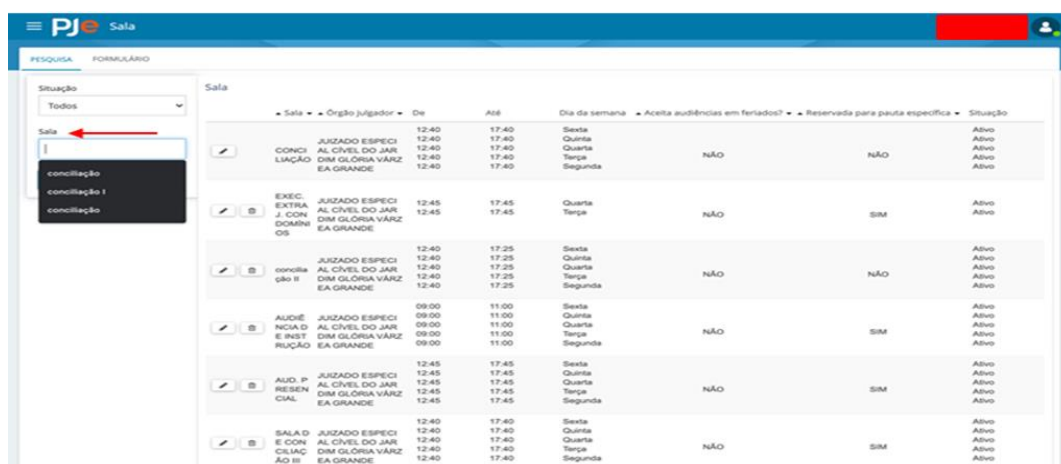 PJe Sala
PESQUISA FORMULÁRIO
Situação
Todos
Sala
conciliação
conciliação I
conciliação
Sala
Sala Órgão julgador De Até Dia da semana Aceita audiências em feriados? Reservada para pauta específica Situação
12:40 17:40 Sexta Ativo
JUIZADO ESPECI 12:40 17:40 Quinta Ativo
CONCI AL CÍVEL DO JAR 12:40 17:40 Quarta NÃO NÃO Ativo
LIAÇÃO DIM GLÓRIA VÁRZ 12:40 17:40 Terça Ativo
EA GRANDE 12:40 17:40 Segunda Ativo
EXEC.
EXTRA JUIZADO ESPECI
J. CON AL CÍVEL DO JAR 12:45 17:45 Quarta Ativo
DOMÍNI DIM GLÓRIA VÁRZ 12:45 17:45 Terça NÃO SIM Ativo
OS EA GRANDE
12:40 17:25 Sexta Ativo
JUIZADO ESPECI 12:40 17:25 Quinta Ativo
concilia AL CÍVEL DO JAR 12:40 17:25 Quarta NÃO NÃO Ativo
ção II DIM GLÓRIA VÁRZ 12:40 17:25 Terça Ativo
EA GRANDE 12:40 17:25 Segunda Ativo
09:00 11:00 Sexta Ativo
AUDIÊ JUIZADO ESPECI 09:00 11:00 Quinta Ativo
NCIA D AL CÍVEL DO JAR 09:00 11:00 Quarta NÃO SIM Ativo
E INST DIM GLÓRIA VÁRZ 09:00 11:00 Terça Ativo
RUÇÃO EA GRANDE 09:00 11:00 Segunda Ativo
12:45 17:45 Sexta Ativo
AUD. P JUIZADO ESPECI 12:45 17:45 Quinta Ativo
RESEN AL CÍVEL DO JAR 12:45 17:45 Quarta NÃO SIM Ativo
CIAL DIM GLÓRIA VÁRZ 12:45 17:45 Terça Ativo
EA GRANDE 12:45 17:45 Segunda Ativo
12:40 17:40 Sexta Ativo
SALA D JUIZADO ESPECI 12:40 17:40 Quinta Ativo
E CON AL CÍVEL DO JAR 12:40 17:40 Quarta NÃO SIM Ativo
CILIAÇ DIM GLÓRIA VÁRZ 12:40 17:40 Terça Ativo
ÃO III EA GRANDE 12:40 17:40 Segunda Ativo